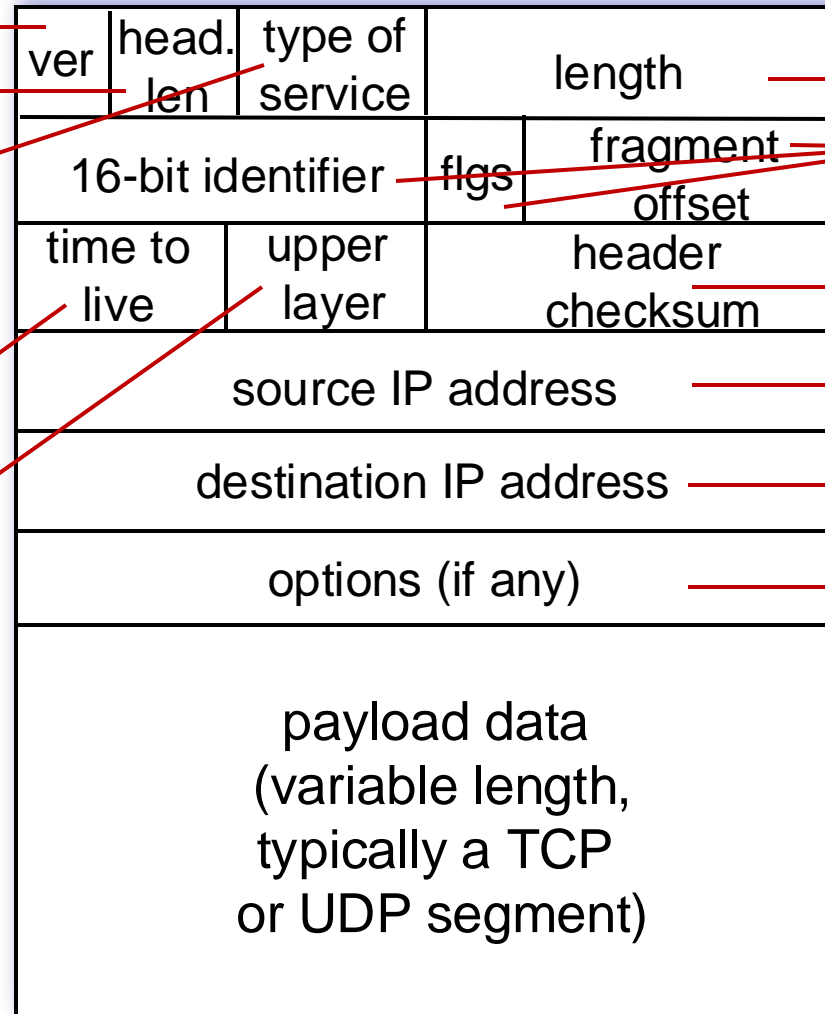 ver
head.
len
type of
service
length
16-bit identifier
flgs
fragment
offset
time to
live
upper
layer
header
checksum
source IP address
destination IP address
options (if any)
payload data
(variable length,
typically a TCP
or UDP segment)